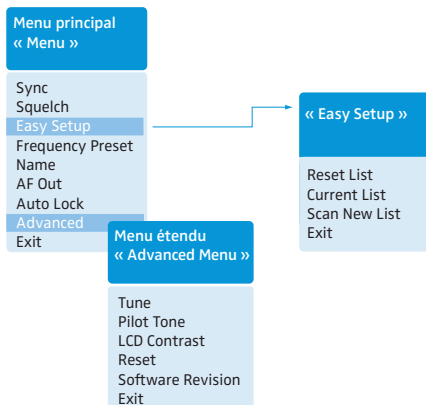 Menu principal
« Menu »
Sync
Squelch
Easy Setup
Frequency Preset
Name
AF Out
Auto Lock
Advanced
Exit
« Easy Setup »
Reset List
Current List
Scan New List
Exit
Menu étendu
« Advanced Menu »
Tune
Pilot Tone
LCD Contrast
Reset
Software Revision
Exit